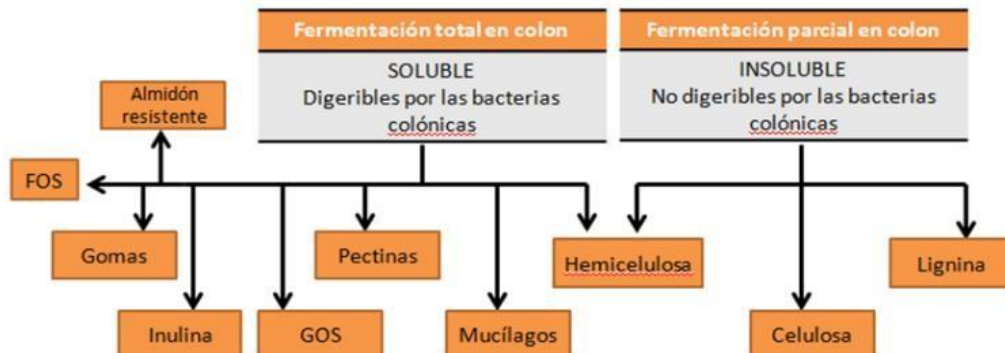 Fermentación total en colon
SOLUBLE
Digeribles por las bacterias
colónicas
Fermentación parcial en colon
INSOLUBLE
No digeribles por las bacterias
colónicas
Almidón
resistente
FOS
Gomas
Pectinas
Hemicelulosa
Lignina
Inulina
GOS
Mucílagos
Celulosa